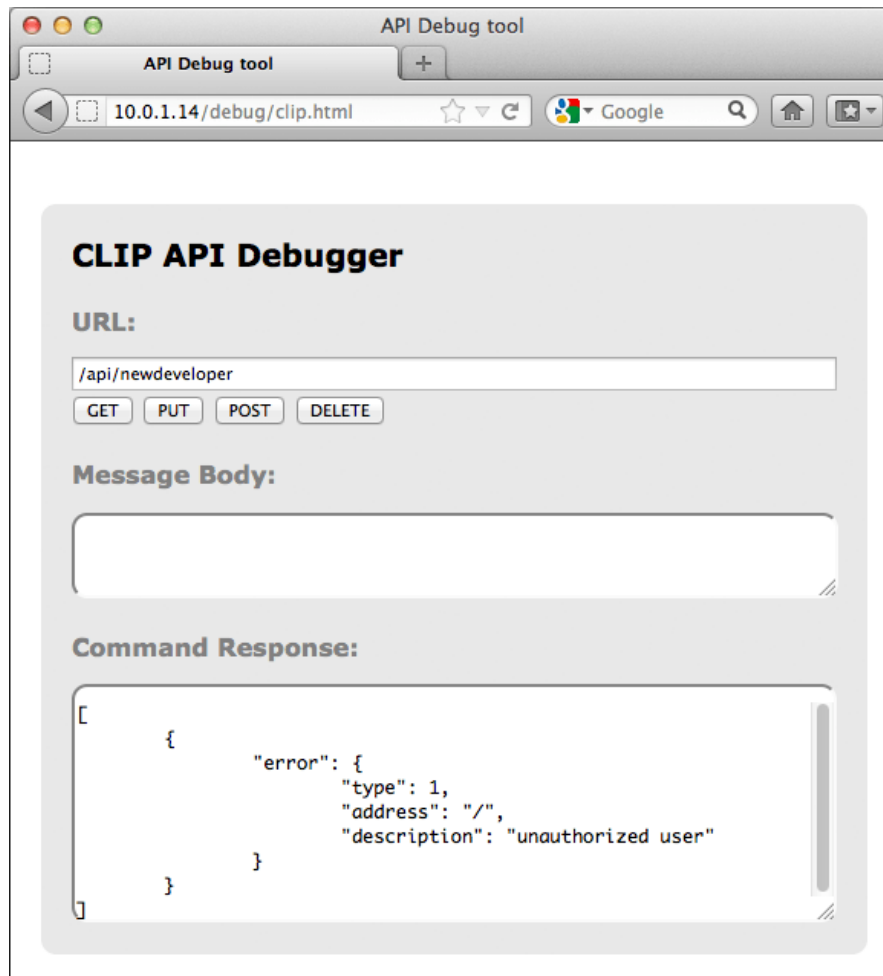 API Debug tool
API Debug tool
10.0.1.14/debug/clip.html Google
CLIP API Debugger
URL:
/api/newdeveloper
GET PUT POST DELETE
Message Body:
Command Response:
[
{
"error": {
"type": 1,
"address": "/",
"description": "unauthorized user"
}
}
]